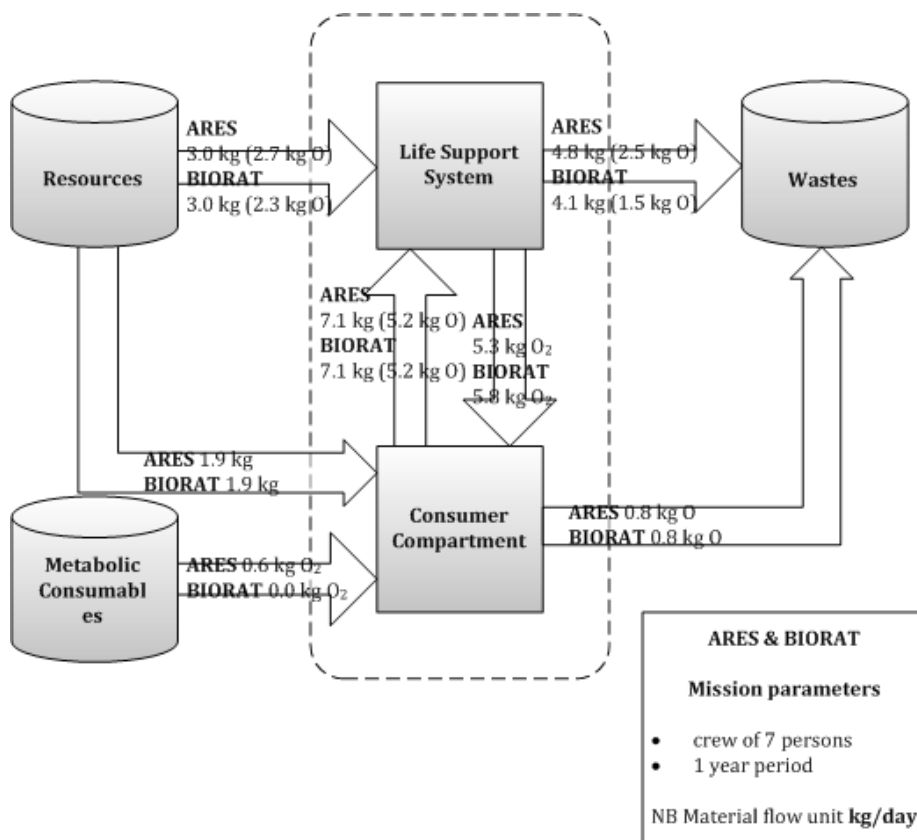 Resources
ARES
3.0 kg (2.7 kg O)
BIORAT
3.0 kg (2.3 kg O)
Life Support
System
ARES
4.8 kg (2.5 kg O)
BIORAT
4.1 kg (1.5 kg O)
Wastes
ARES
7.1 kg (5.2 kg O)
BIORAT
7.1 kg (5.2 kg O)
ARES
5.3 kg O₂
BIORAT
5.8 kg O₂
ARES 1.9 kg
BIORAT 1.9 kg
Metabolic
Consumabl
es
ARES 0.6 kg O₂
BIORAT 0.0 kg O₂
Consumer
Compartment
ARES 0.8 kg O
BIORAT 0.8 kg O
ARES & BIORAT
Mission parameters
• crew of 7 persons
• 1 year period
NB Material flow unit kg/day